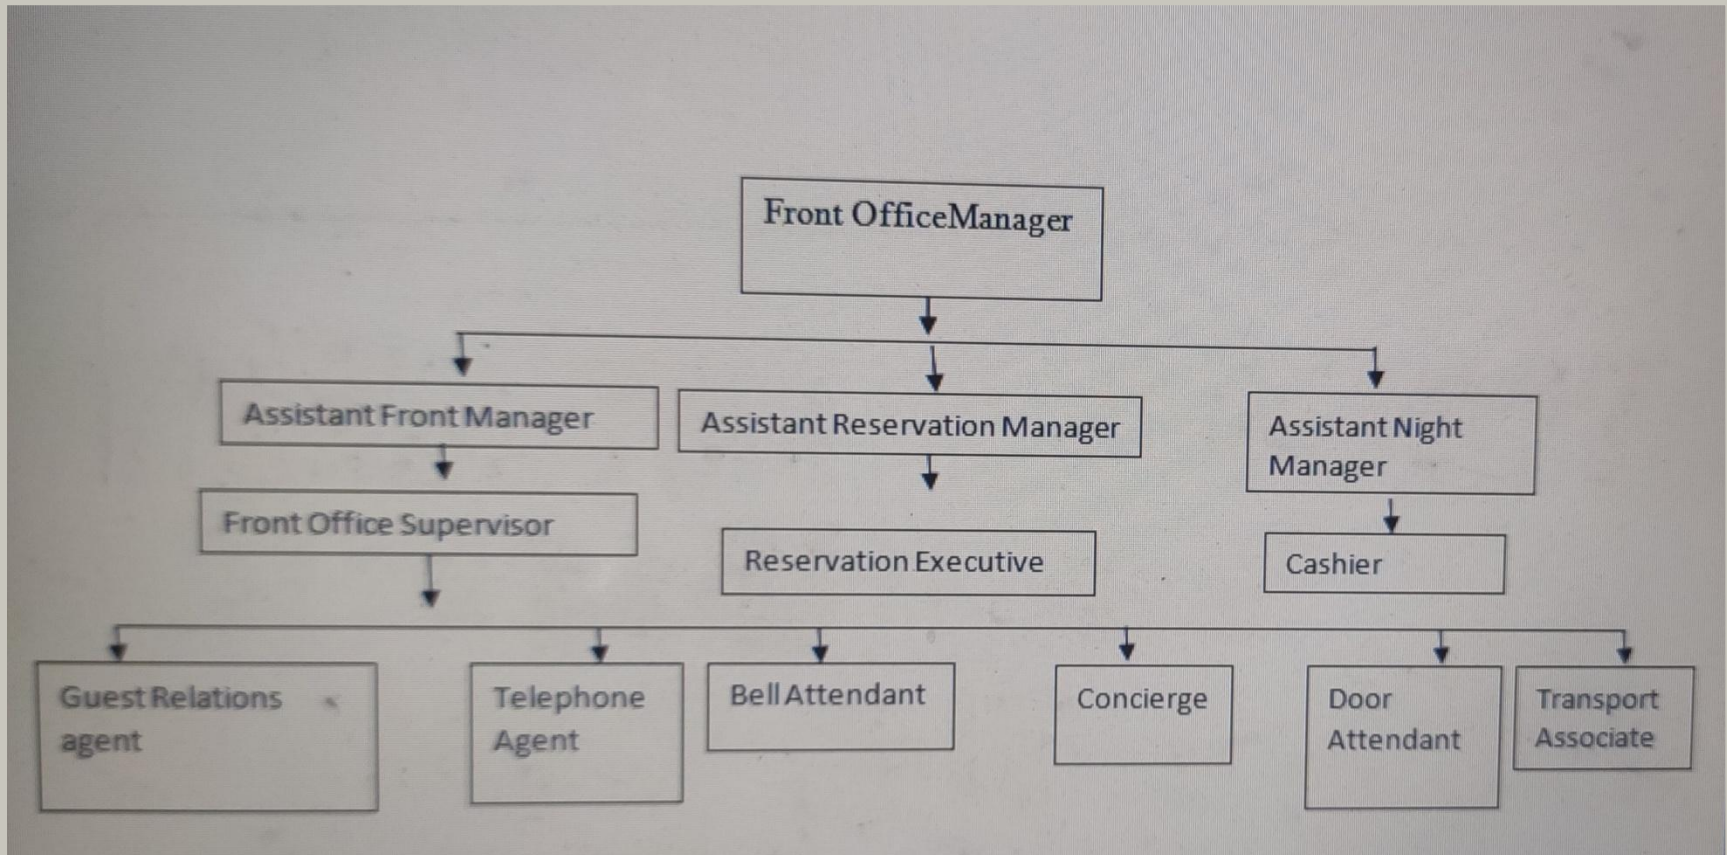 Front OfficeManager
Assistant Front Manager
Assistant Reservation Manager
Assistant Night
Manager
Front Office Supervisor
Reservation Executive
Cashier
Guest Relations
agent
Telephone
Agent
Bell Attendant
Concierge
Door
Attendant
Transport
Associate